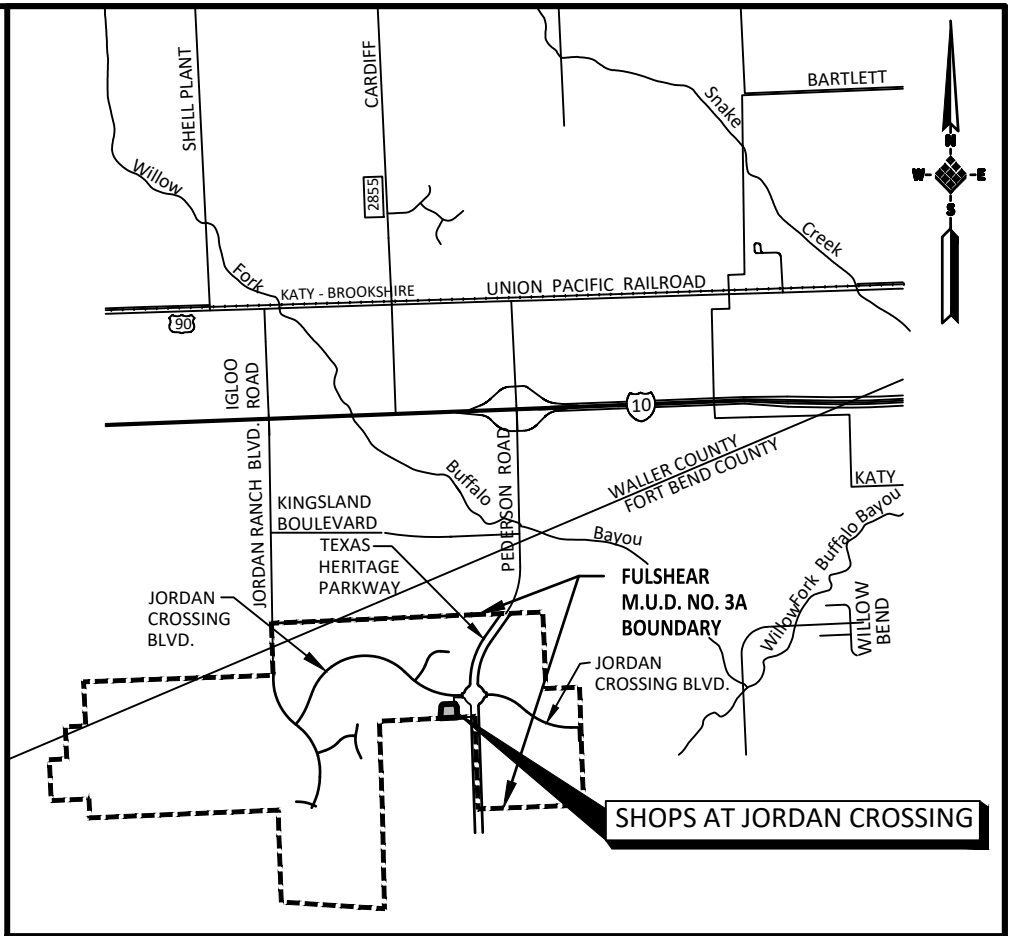 SHELL PLANT
CARDIFF
BARTLETT
Snake
Creek
Willow
Fork
2855
N
W
E
S
KATY - BROOKSHIRE
UNION PACIFIC RAILROAD
90
IGLOO
ROAD
10
JORDAN RANCH BLVD.
PEDERSON ROAD
Buffalo
Bayou
WALLER COUNTY
FORT BEND COUNTY
KATY
KINGSLAND
BOULEVARD
TEXAS
HERITAGE
PARKWAY
JORDAN
CROSSING
BLVD.
FULSHEAR
M.U.D. NO. 3A
BOUNDARY
Willow Fork Buffalo Bayou
WILLOW
BEND
JORDAN
CROSSING BLVD.
SHOPS AT JORDAN CROSSING